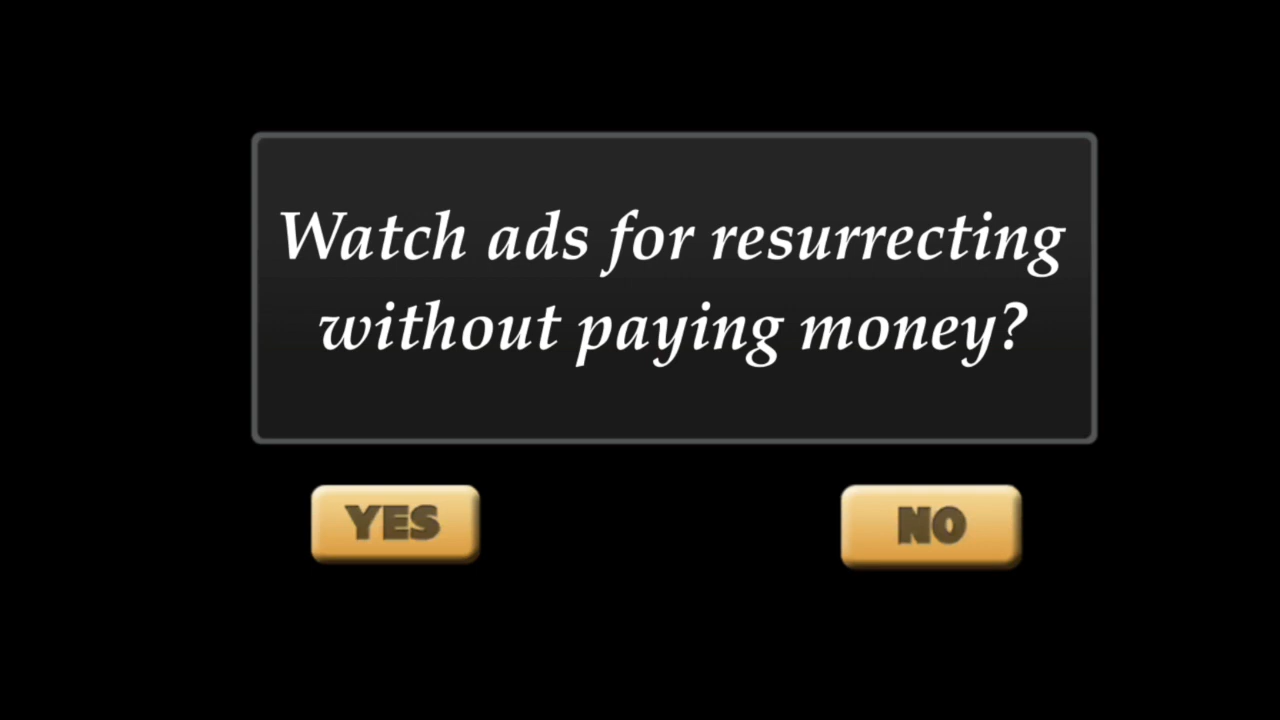 Watch ads for resurrecting
without paying money?
YES
NO